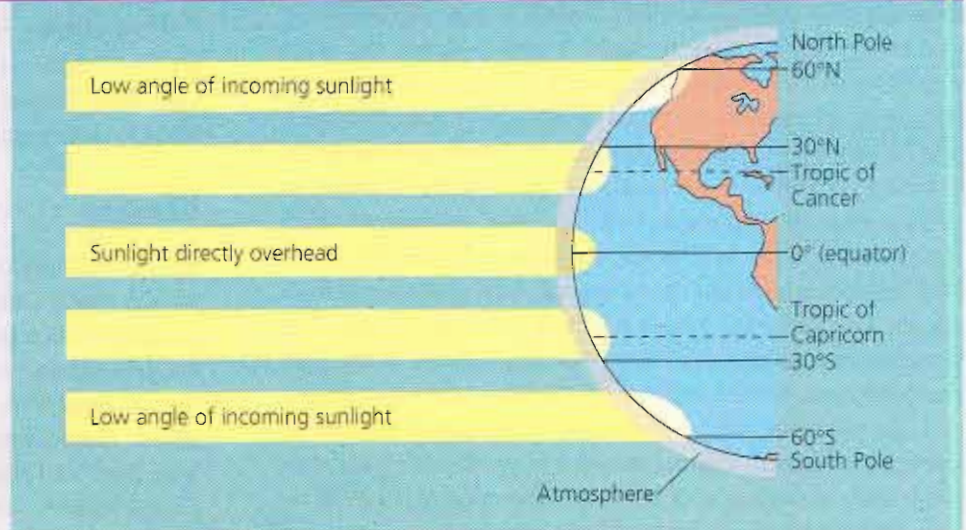 North Pole
60°N
Low angle of incoming sunlight
30°N
Tropic of
Cancer
Sunlight directly overhead
0° (equator)
Tropic of
Capricorn
30°S
Low angle of incoming sunlight
60°S
South Pole
Atmosphere